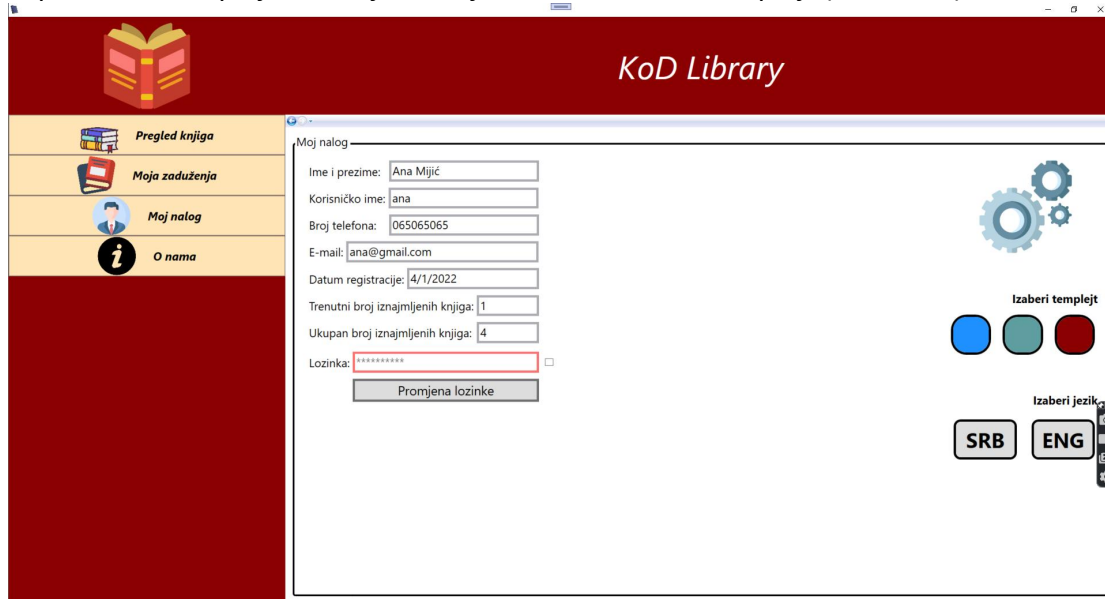 KoD Library
Pregled knjiga
Moja zaduženja
Moj nalog
O nama
Moj nalog
Ime i prezime: Ana Mijić
Korisničko ime: ana
Broj telefona: 065065065
E-mail: ana@gmail.com
Datum registracije: 4/1/2022
Trenutni broj iznajmljenih knjiga: 1
Ukupan broj iznajmljenih knjiga: 4
Lozinka: **********
Promjena lozinke
Izaberi templejt
Izaberi jezik
SRB ENG